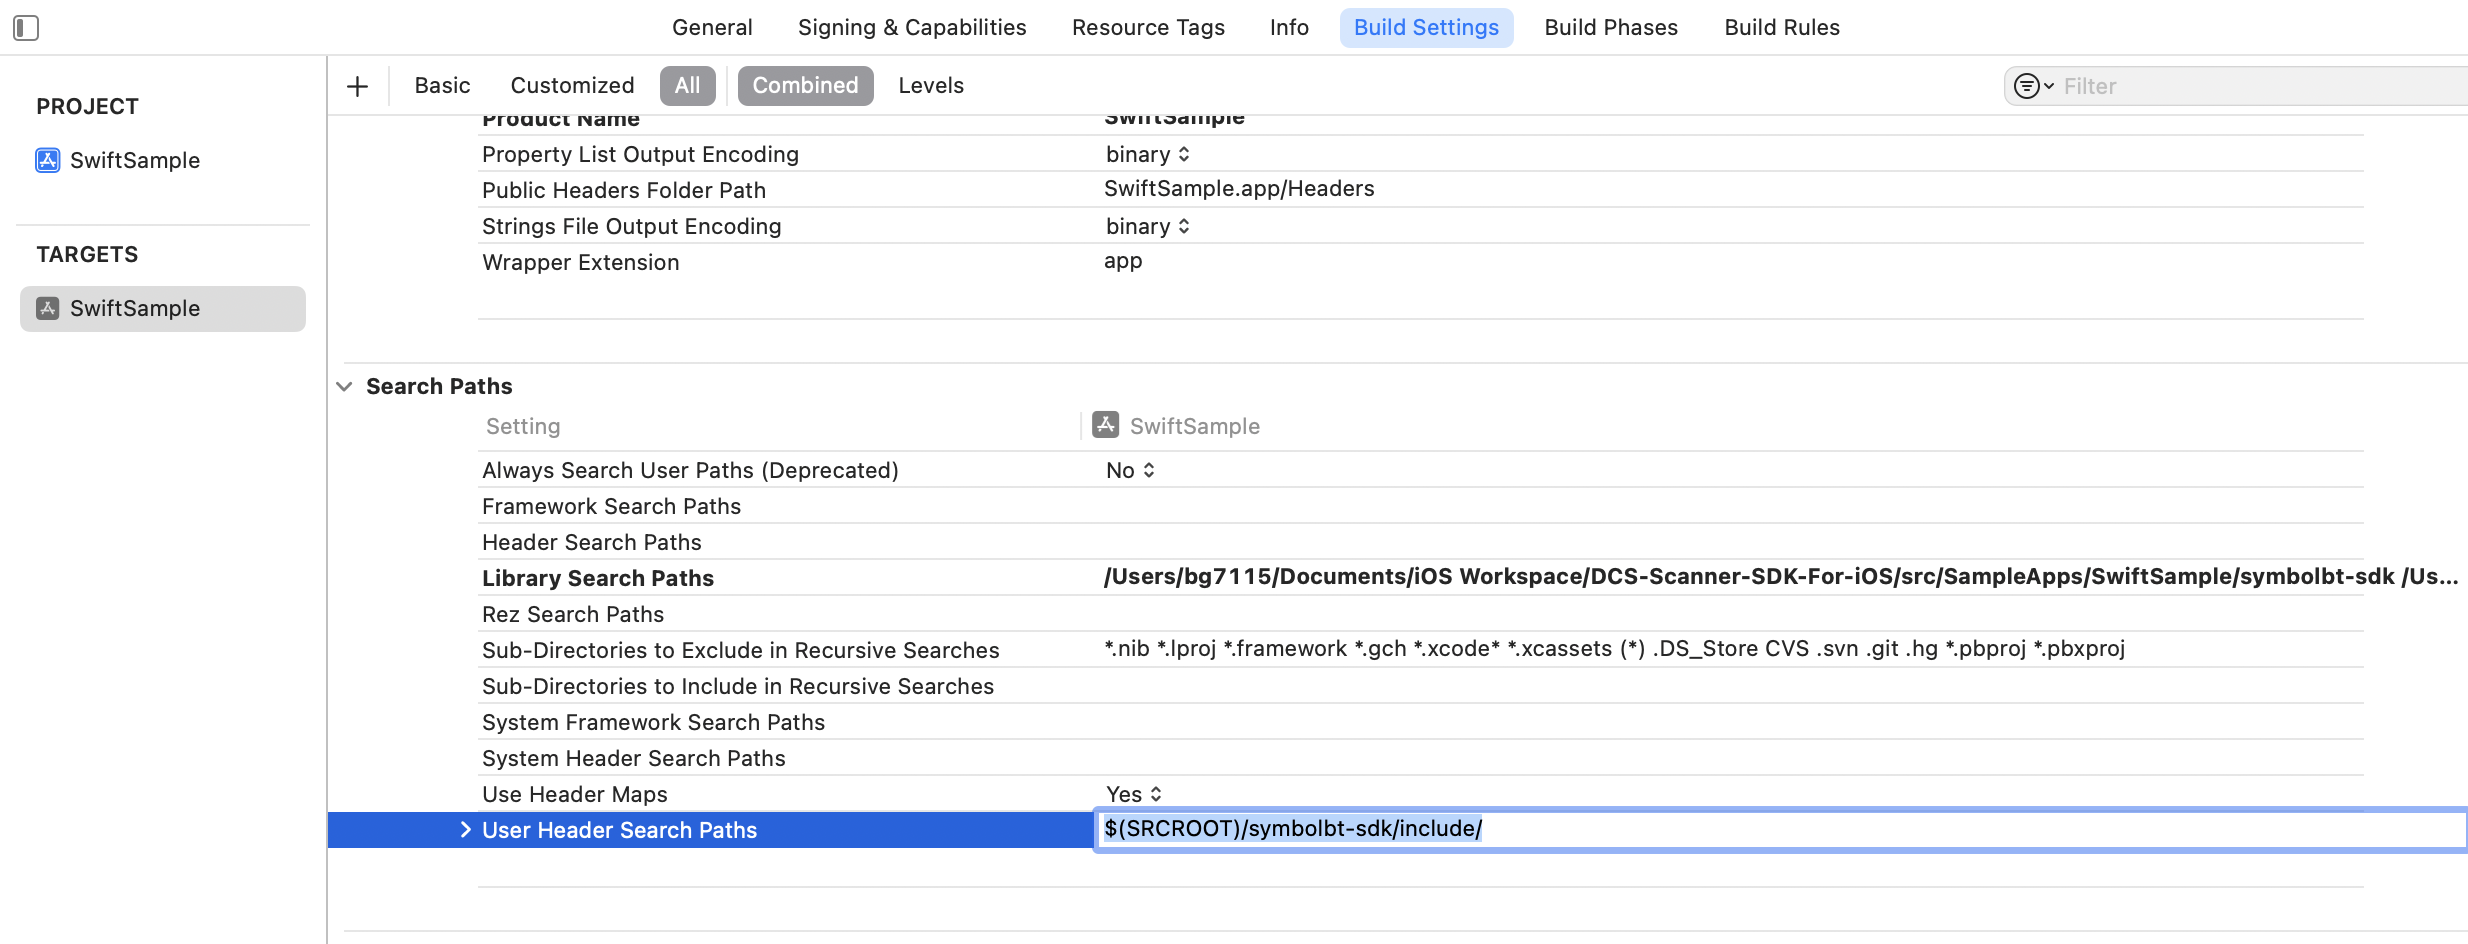 General Signing & Capabilities Resource Tags Info Build Settings Build Phases Build Rules
Basic Customized All Combined Levels Filter
PROJECT
SwiftSample
TARGETS
SwiftSample
Product Name SwiftSample
Property List Output Encoding binary
Public Headers Folder Path SwiftSample.app/Headers
Strings File Output Encoding binary
Wrapper Extension app
Search Paths
Setting SwiftSample
Always Search User Paths (Deprecated) No
Framework Search Paths
Header Search Paths
Library Search Paths /Users/bg7115/Documents/iOS Workspace/DCS-Scanner-SDK-For-iOS/src/SampleApps/SwiftSample/symbolbt-sdk /Us...
Rez Search Paths
Sub-Directories to Exclude in Recursive Searches *.nib *.lproj *.framework *.gch *.xcode* *.xcassets (*) .DS_Store CVS .svn .git .hg *.pbproj *.pbxproj
Sub-Directories to Include in Recursive Searches
System Framework Search Paths
System Header Search Paths
Use Header Maps Yes
User Header Search Paths $(SRCROOT)/symbolbt-sdk/include/